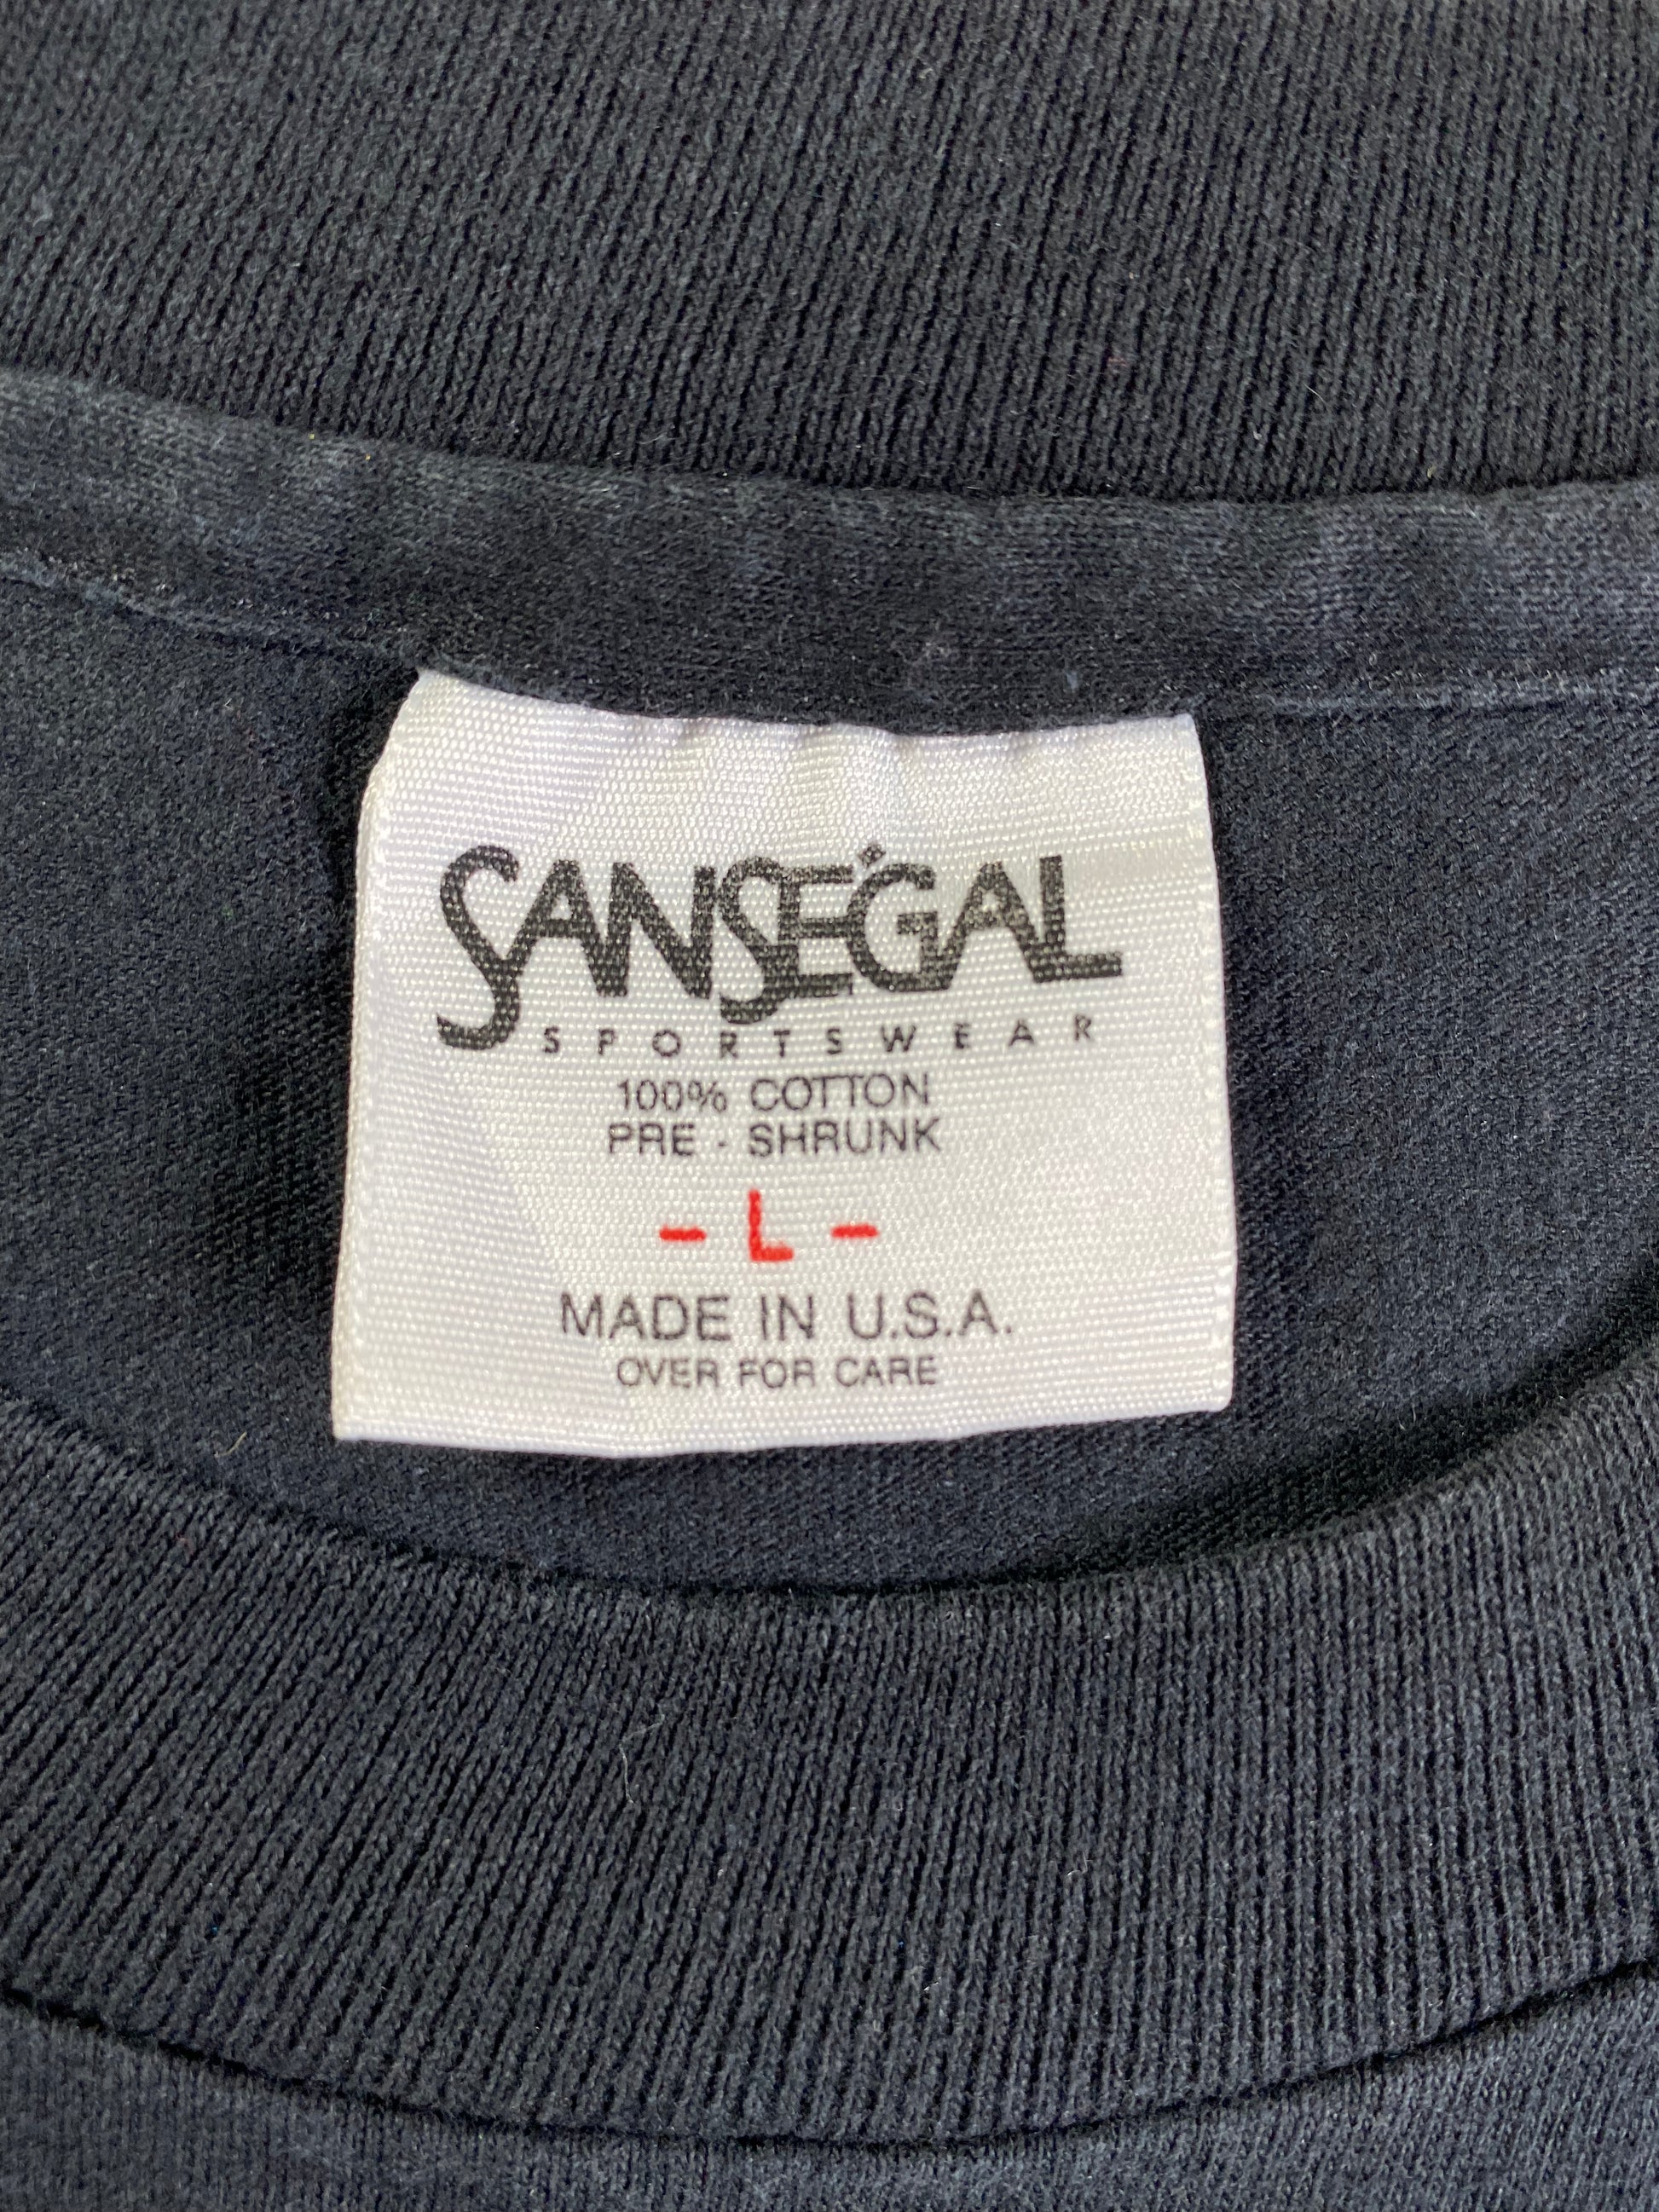 SANSEGAL
SPORTSWEAR
100% COTTON
PRE - SHRUNK
- L -
MADE IN U.S.A.
OVER FOR CARE